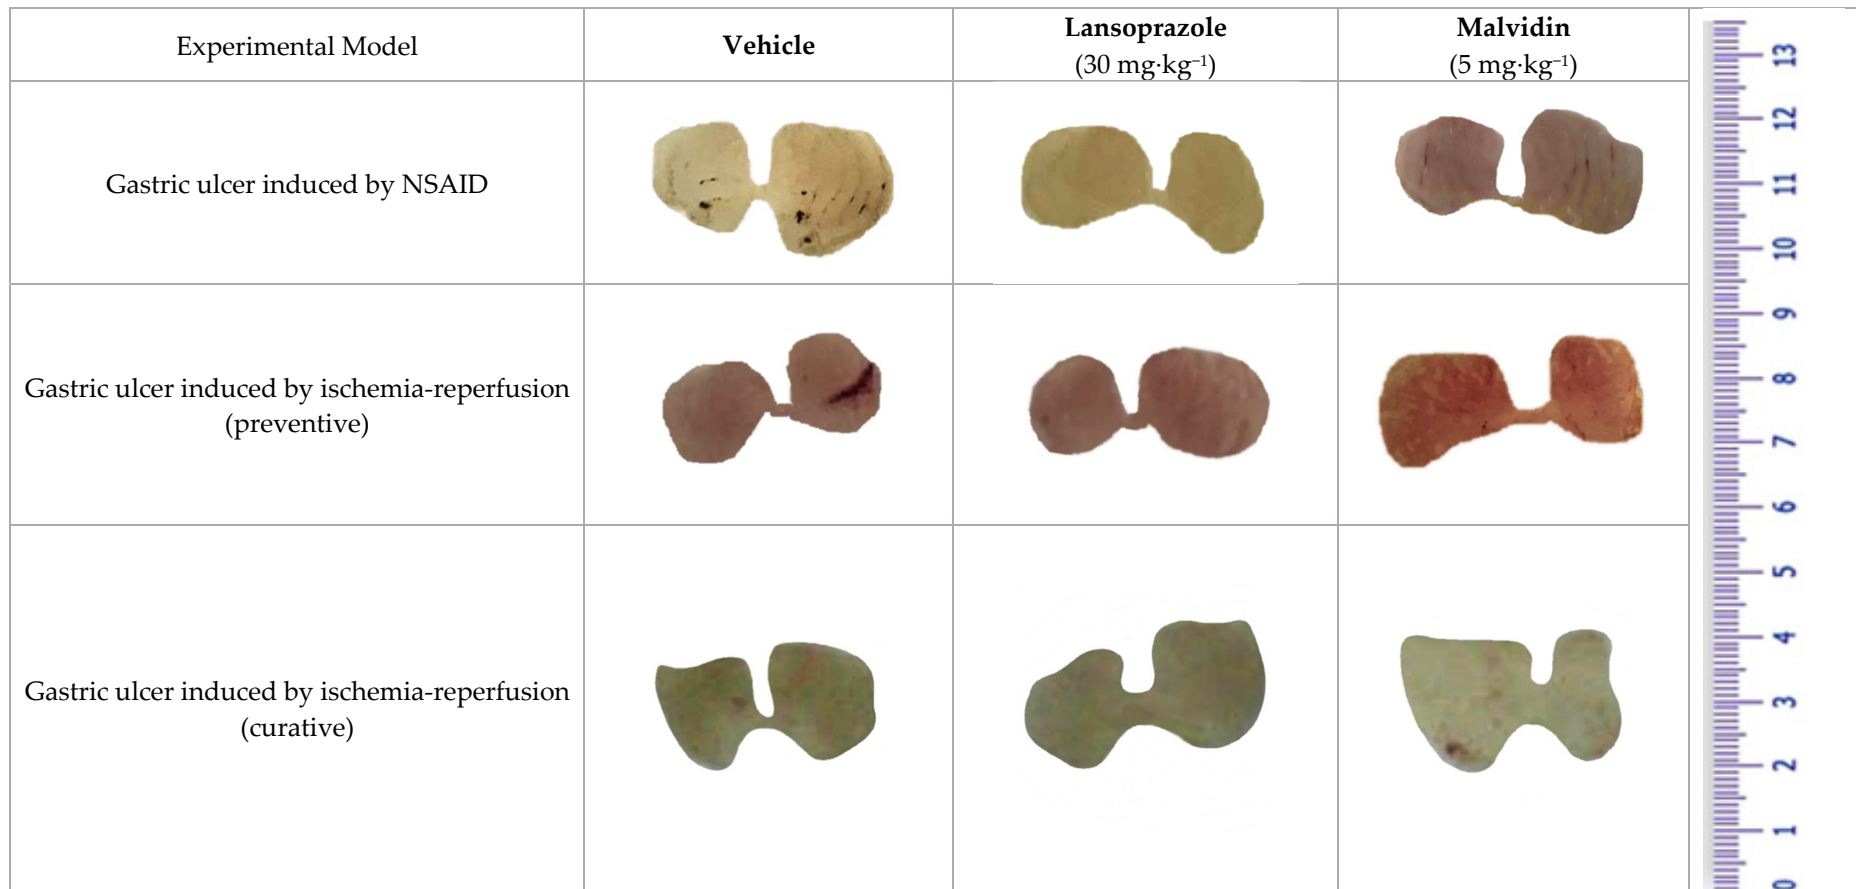 Experimental Model
Vehicle
Lansoprazole
(30 mg·kg⁻¹)
Malvidin
(5 mg·kg⁻¹)
Gastric ulcer induced by NSAID
Gastric ulcer induced by ischemia-reperfusion
(preventive)
Gastric ulcer induced by ischemia-reperfusion
(curative)
13
12
11
10
9
8
7
6
5
4
3
2
1
0